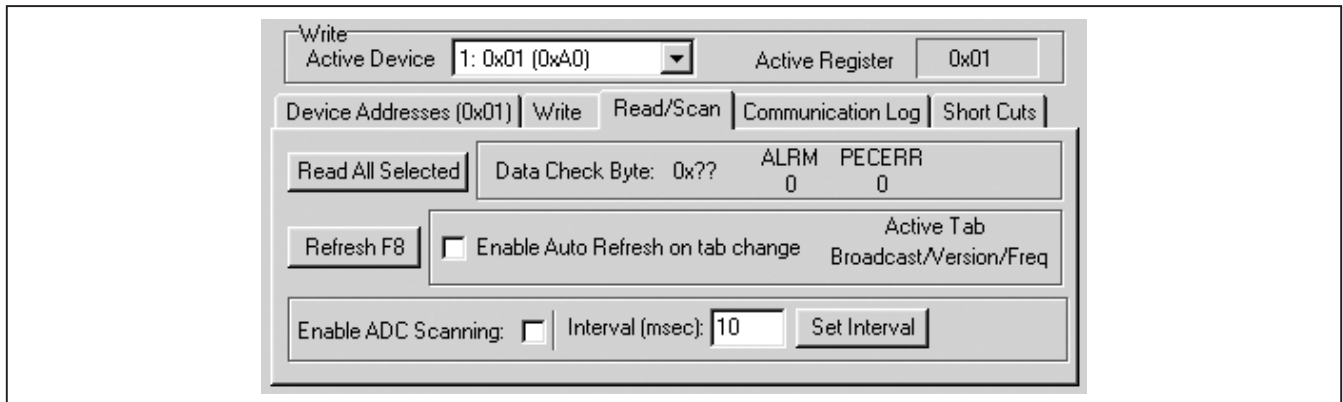 Write
Active Device 1: 0x01 (0xA0) Active Register 0x01
Device Addresses (0x01) Write Read/Scan Communication Log Short Cuts
Read All Selected Data Check Byte: 0x?? ALRM PECERR
0 0
Refresh F8 Enable Auto Refresh on tab change Active Tab
Broadcast/Version/Freq
Enable ADC Scanning: Interval (msec): 10 Set Interval